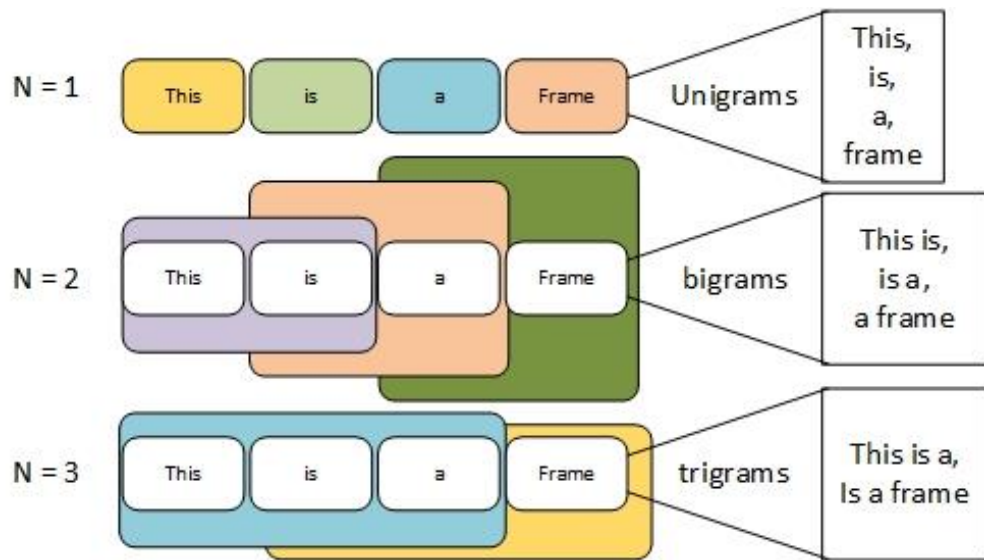 N = 1
This is a Frame
Unigrams
This,
is,
a,
frame
N = 2
This is a Frame
bigrams
This is,
is a,
a frame
N = 3
This is a Frame
trigrams
This is a,
Is a frame